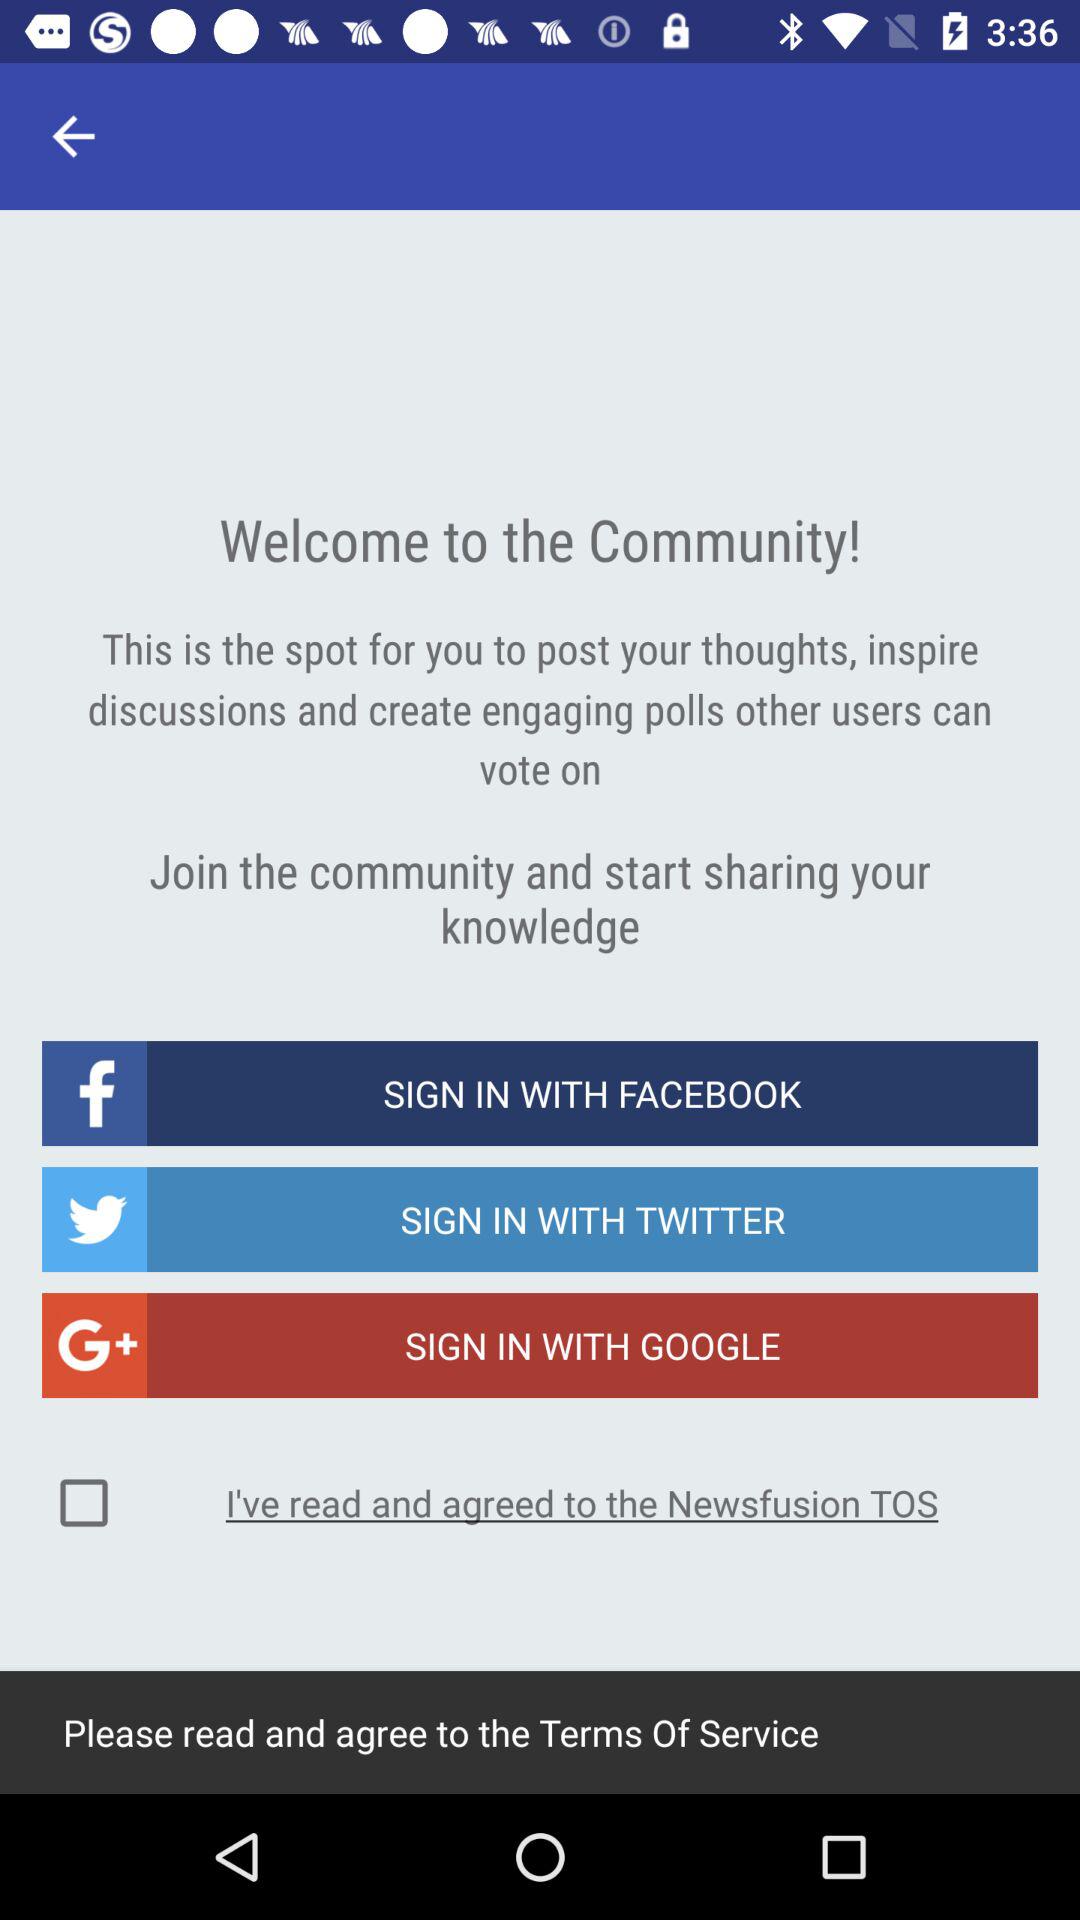 3:36
Welcome to the Community!
This is the spot for you to post your thoughts, inspire
discussions and create engaging polls other users can
vote on
Join the community and start sharing your
knowledge
SIGN IN WITH FACEBOOK
SIGN IN WITH TWITTER
G+ SIGN IN WITH GOOGLE
I've read and agreed to the Newsfusion TOS
Please read and agree to the Terms Of Service